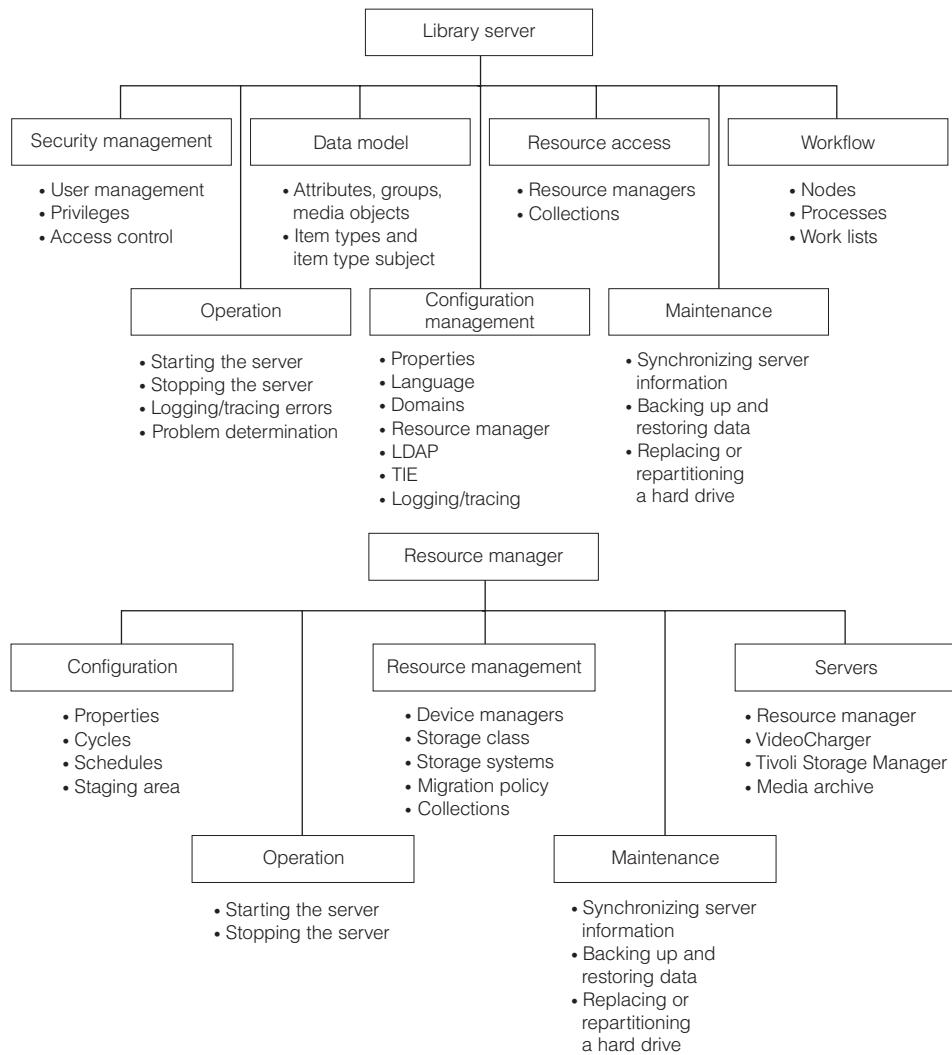 Library server
Security management
• User management
• Privileges
• Access control
Data model
• Attributes, groups,
media objects
• Item types and
item type subject
Resource access
• Resource managers
• Collections
Workflow
• Nodes
• Processes
• Work lists
Operation
• Starting the server
• Stopping the server
• Logging/tracing errors
• Problem determination
Configuration
management
• Properties
• Language
• Domains
• Resource manager
• LDAP
• TIE
• Logging/tracing
Maintenance
• Synchronizing server
information
• Backing up and
restoring data
• Replacing or
repartitioning
a hard drive
Resource manager
Configuration
• Properties
• Cycles
• Schedules
• Staging area
Resource management
• Device managers
• Storage class
• Storage systems
• Migration policy
• Collections
Servers
• Resource manager
• VideoCharger
• Tivoli Storage Manager
• Media archive
Operation
• Starting the server
• Stopping the server
Maintenance
• Synchronizing server
information
• Backing up and
restoring data
• Replacing or
repartitioning
a hard drive